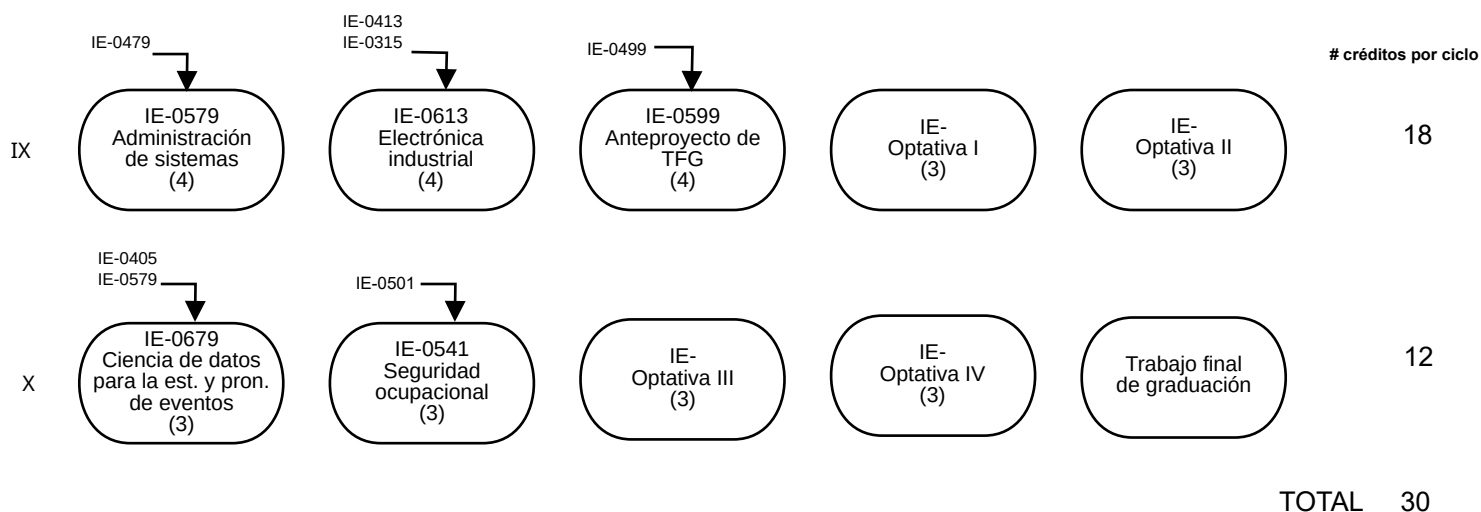 IE-0479
IE-0413
IE-0315
IE-0499
# créditos por ciclo
IX
IE-0579
Administración
de sistemas
(4)
IE-0613
Electrónica
industrial
(4)
IE-0599
Anteproyecto de
TFG
(4)
IE-
Optativa I
(3)
IE-
Optativa II
(3)
18
IE-0405
IE-0579
IE-0501
X
IE-0679
Ciencia de datos
para la est. y pron.
de eventos
(3)
IE-0541
Seguridad
ocupacional
(3)
IE-
Optativa III
(3)
IE-
Optativa IV
(3)
Trabajo final
de graduación
12
TOTAL 30